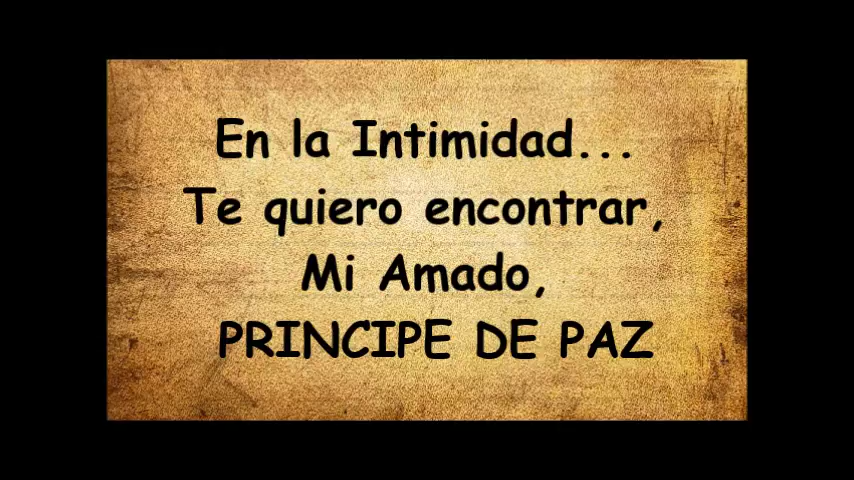 En la Intimidad...
Te quiero encontrar,
Mi Amado,
PRINCIPE DE PAZ